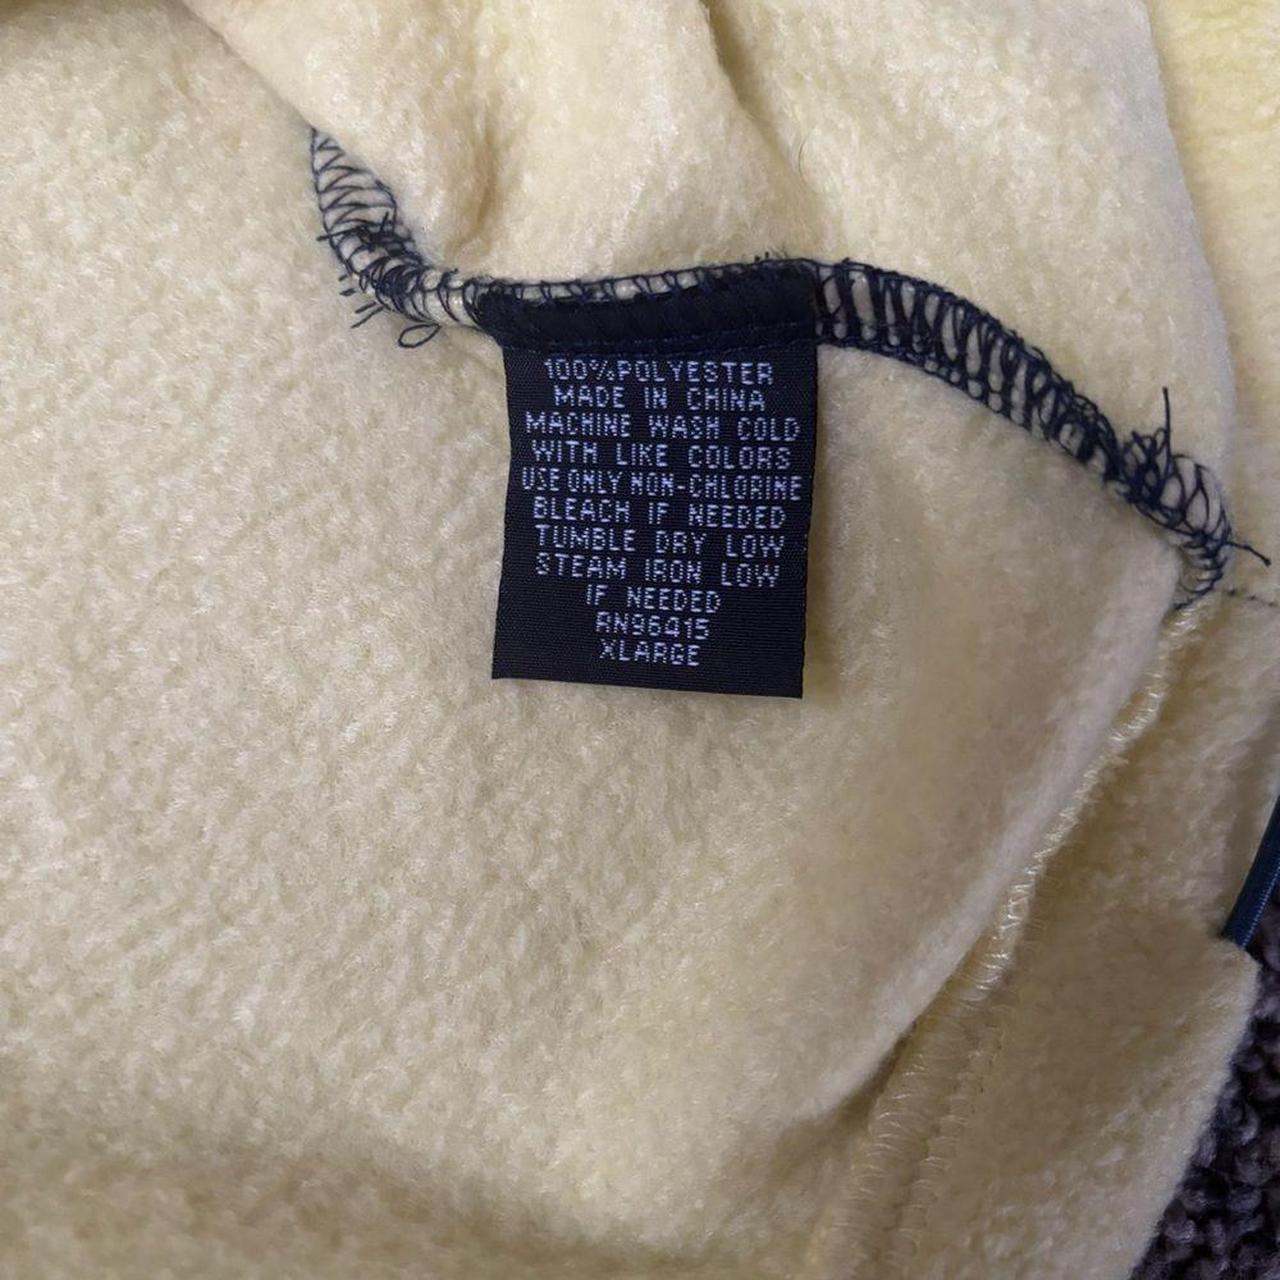 100%POLYESTER
MADE IN CHINA
MACHINE WASH COLD
WITH LIKE COLORS
USE ONLY NON-CHLORINE
BLEACH IF NEEDED
TUMBLE DRY LOW
STEAM IRON LOW
IF NEEDED
RN96415
XLARGE